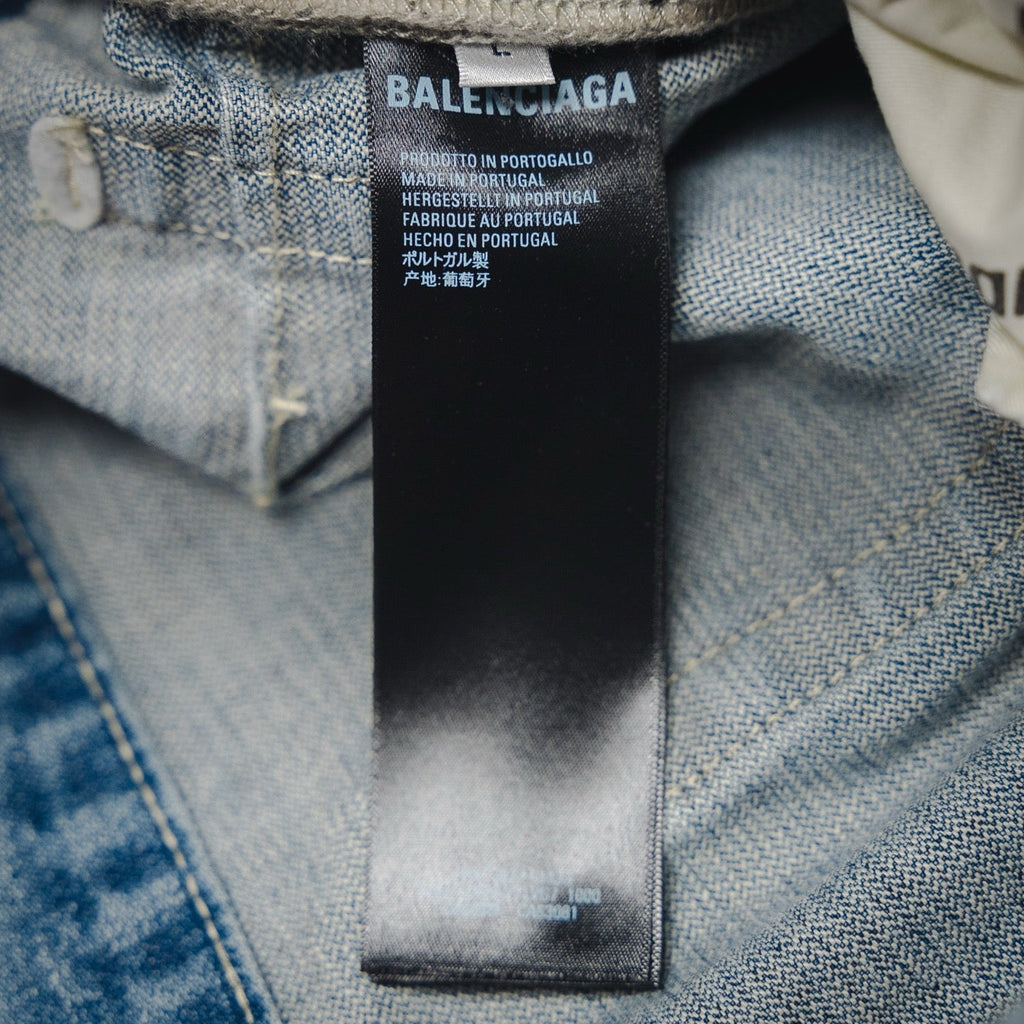 L
BALENCIAGA
PRODOTTO IN PORTOGALLO
MADE IN PORTUGAL
HERGESTELLT IN PORTUGAL
FABRIQUE AU PORTUGAL
HECHO EN PORTUGAL
ポルトガル製
产地:葡萄牙